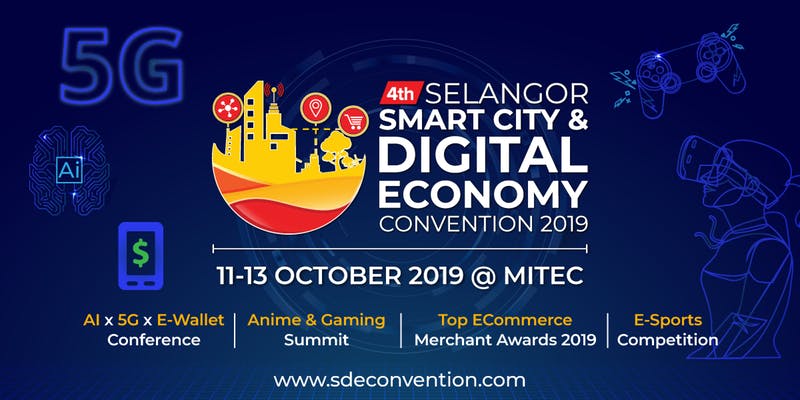 5G
Ai
$
4th SELANGOR
SMART CITY &
DIGITAL
ECONOMY
CONVENTION 2019
11-13 OCTOBER 2019 @ MITEC
AI x 5G x E-Wallet
Conference
Anime & Gaming
Summit
Top ECommerce
Merchant Awards 2019
E-Sports
Competition
www.sdeconvention.com